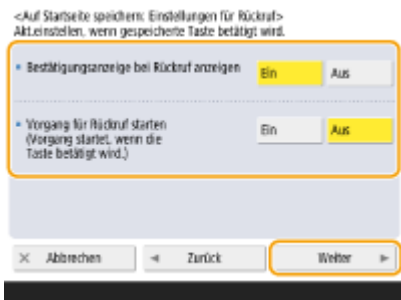 <Auf Startseite speichern: Einstellungen für Rückruf>
Akt.einstellen, wenn gespeicherte Taste betätigt wird.
Bestätigungsanzeige bei Rückruf anzeigen
Ein
Aus
Vorgang für Rückruf starten
Ein
Aus
(Vorgang startet, wenn die
Taste betätigt wird.)
Abbrechen
Zurück
Weiter